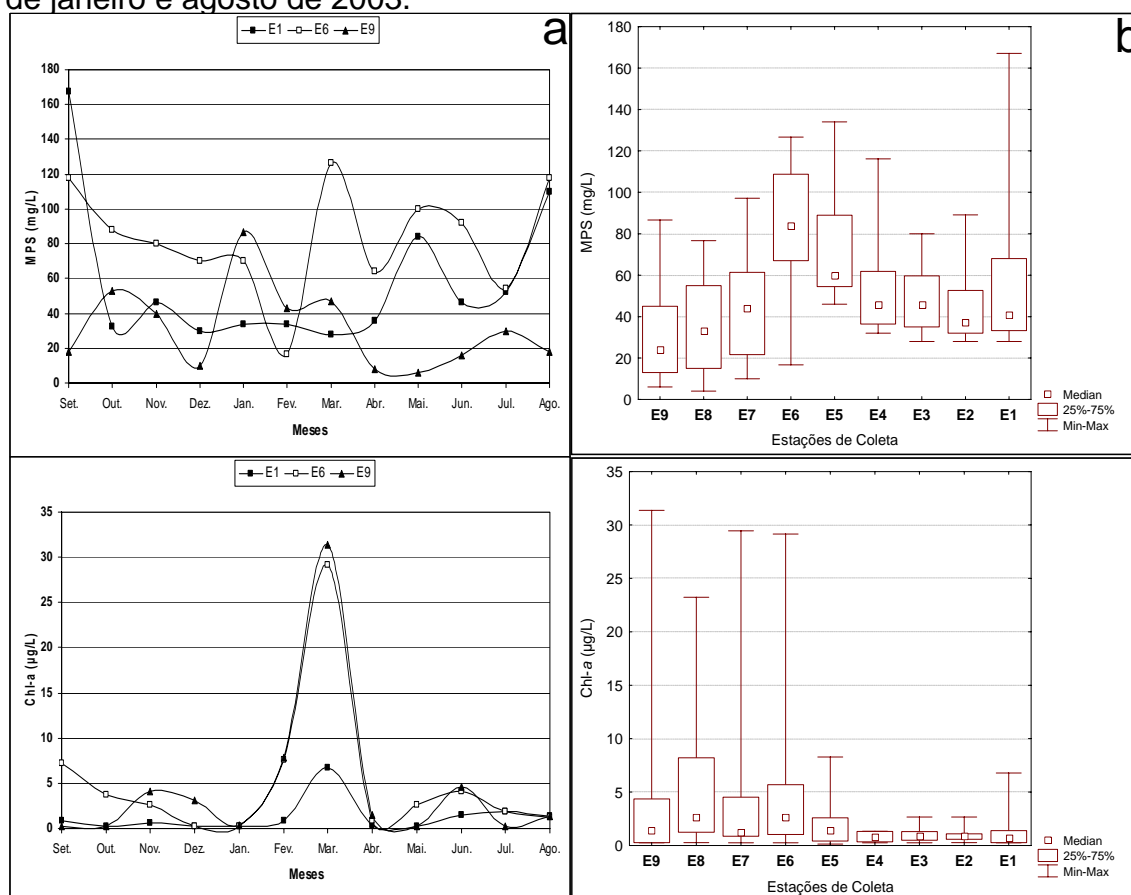 de janeiro e agosto de 2003.
E1 E6 E9
a
180
160
140
120
100
80
60
40
20
0
MPS (mg/L)
Set. Out. Nov. Dez. Jan. Fev. Mar. Abr. Mai. Jun. Jul. Ago.
Meses
b
180
160
140
120
100
80
60
40
20
0
MPS (mg/L)
E9 E8 E7 E6 E5 E4 E3 E2 E1
Estações de Coleta
Median
25%-75%
Min-Max
E1 E6 E9
35
30
25
20
15
10
5
0
Chl-a (µg/L)
Set. Out. Nov. Dez. Jan. Fev. Mar. Abr. Mai. Jun. Jul. Ago.
Meses
35
30
25
20
15
10
5
0
Chl-a (µg/L)
E9 E8 E7 E6 E5 E4 E3 E2 E1
Estações de Coleta
Median
25%-75%
Min-Max